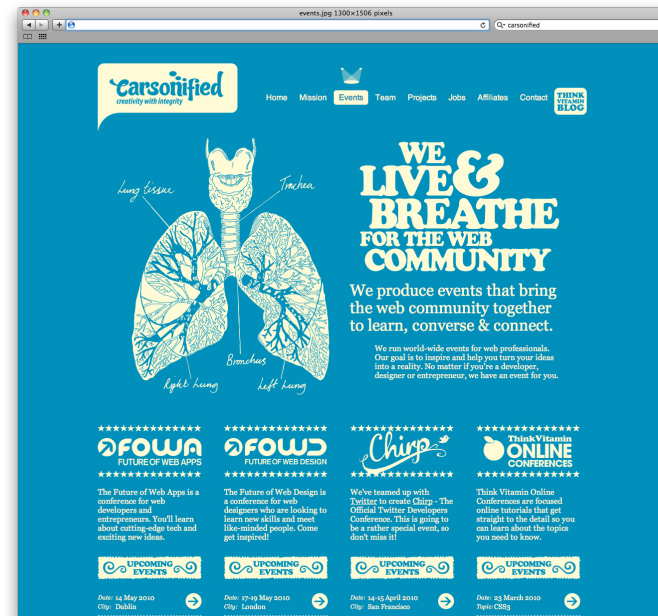 events.jpg 1300×1506 pixels
carsonified
Carsonified
creativity with integrity
Home Mission Events Team Projects Jobs Affiliates Contact
THINK
VITAMIN
BLOG
Lung tissue
Trachea
Bronchus
Right Lung
Left Lung
WE
LIVE &
BREATHE
FOR THE WEB
COMMUNITY
We produce events that bring
the web community together
to learn, converse & connect.
We run world-wide events for web professionals.
Our goal is to inspire and help you turn your ideas
into a reality. No matter if you're a developer,
designer or entrepreneur, we have an event for you.
FOWA
FUTURE OF WEB APPS
The Future of Web Apps is a
conference for web
developers and
entrepreneurs. You'll learn
about cutting-edge tech and
exciting new ideas.
UPCOMING
EVENTS
Date: 14 May 2010
City: Dublin
FOWD
FUTURE OF WEB DESIGN
The Future of Web Design is
a conference for web
designers who are looking to
learn new skills and meet
like-minded people. Come
get inspired!
UPCOMING
EVENTS
Date: 17-19 May 2010
City: London
Chirp
We've teamed up with
Twitter to create Chirp - The
Official Twitter Developers
Conference. This is going to
be a rather special event, so
don't miss it!
UPCOMING
EVENTS
Date: 14-15 April 2010
City: San Francisco
ThinkVitamin
ONLINE
CONFERENCES
Think Vitamin Online
Conferences are focused
online tutorials that get
straight to the detail so you
can learn about the topics
you need to know.
UPCOMING
EVENTS
Date: 23 March 2010
Topic: CSS3